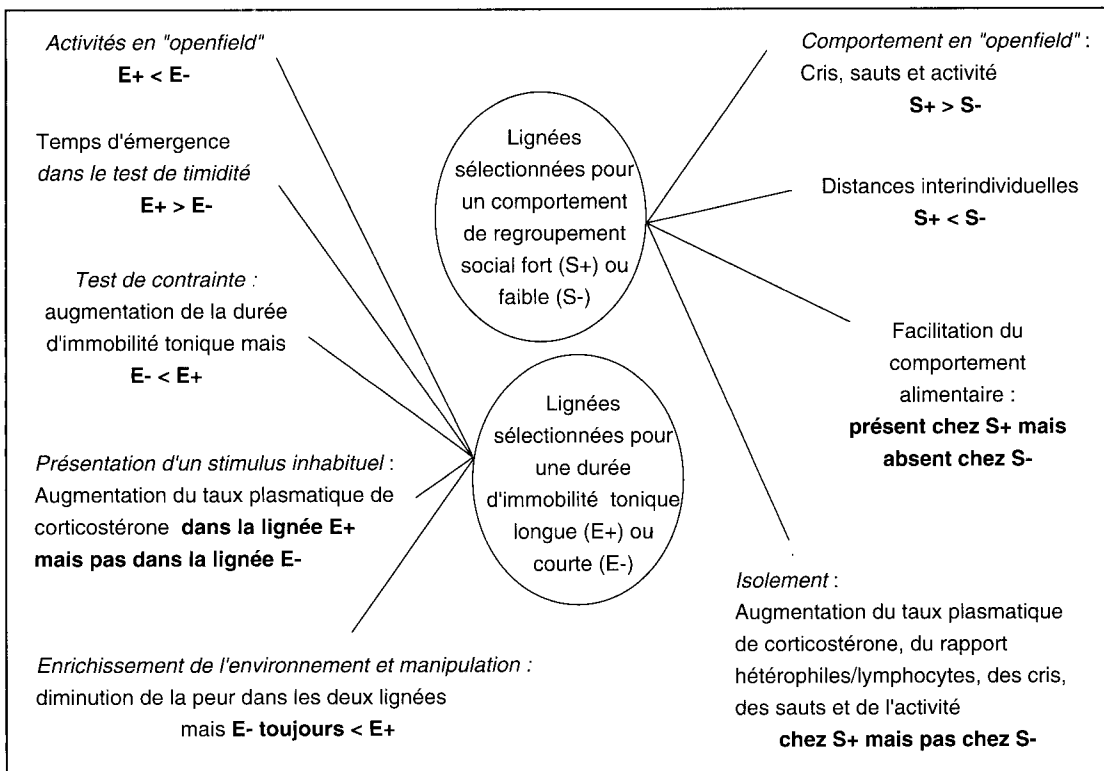 Activités en "openfield"
E+ < E-
Temps d'émergence
dans le test de timidité
E+ > E-
Test de contrainte :
augmentation de la durée
d'immobilité tonique mais
E- < E+
Présentation d'un stimulus inhabituel :
Augmentation du taux plasmatique de
corticostérone dans la lignée E+
mais pas dans la lignée E-
Enrichissement de l'environnement et manipulation :
diminution de la peur dans les deux lignées
mais E- toujours < E+
Lignées
sélectionnées pour
un comportement
de regroupement
social fort (S+) ou
faible (S-)
Lignées
sélectionnées pour
une durée
d'immobilité tonique
longue (E+) ou
courte (E-)
Comportement en "openfield" :
Cris, sauts et activité
S+ > S-
Distances interindividuelles
S+ < S-
Facilitation du
comportement
alimentaire :
présent chez S+ mais
absent chez S-
Isolement :
Augmentation du taux plasmatique
de corticostérone, du rapport
hétérophiles/lymphocytes, des cris,
des sauts et de l'activité
chez S+ mais pas chez S-